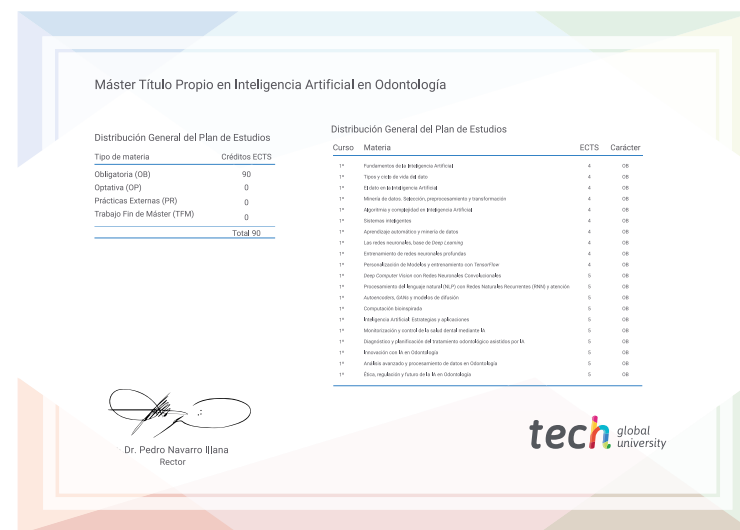 Máster Título Propio en Inteligencia Artificial en Odontología
Distribución General del Plan de Estudios
Tipo de materia Créditos ECTS
Obligatoria (OB) 90
Optativa (OP) 0
Prácticas Externas (PR) 0
Trabajo Fin de Máster (TFM) 0
Total 90
Distribución General del Plan de Estudios
Curso Materia ECTS Carácter
1º Fundamentos de la Inteligencia Artificial 4 OB
1º Tipos y ciclo de vida del dato 4 OB
1º El dato en la Inteligencia Artificial 4 OB
1º Minería de datos. Selección, preprocesamiento y transformación 4 OB
1º Algoritmia y complejidad en Inteligencia Artificial 4 OB
1º Sistemas inteligentes 4 OB
1º Aprendizaje automático y minería de datos 4 OB
1º Las redes neuronales, base de Deep Learning 4 OB
1º Entrenamiento de redes neuronales profundas 4 OB
1º Personalización de Modelos y entrenamiento con TensorFlow 4 OB
1º Deep Computer Vision con Redes Neuronales Convolucionales 5 OB
1º Procesamiento del lenguaje natural (NLP) con Redes Naturales Recurrentes (RNN) y atención 5 OB
1º Autoencoders, GANs y modelos de difusión 5 OB
1º Computación bioinspirada 5 OB
1º Inteligencia Artificial: Estrategias y aplicaciones 5 OB
1º Monitorización y control de la salud dental mediante IA 5 OB
1º Diagnóstico y planificación del tratamiento odontológico asistidos por IA 5 OB
1º Innovación con IA en Odontología 5 OB
1º Análisis avanzado y procesamiento de datos en Odontología 5 OB
1º Ética, regulación y futuro de la IA en Odontología 5 OB
Dr. Pedro Navarro Illana
Rector
tech global university